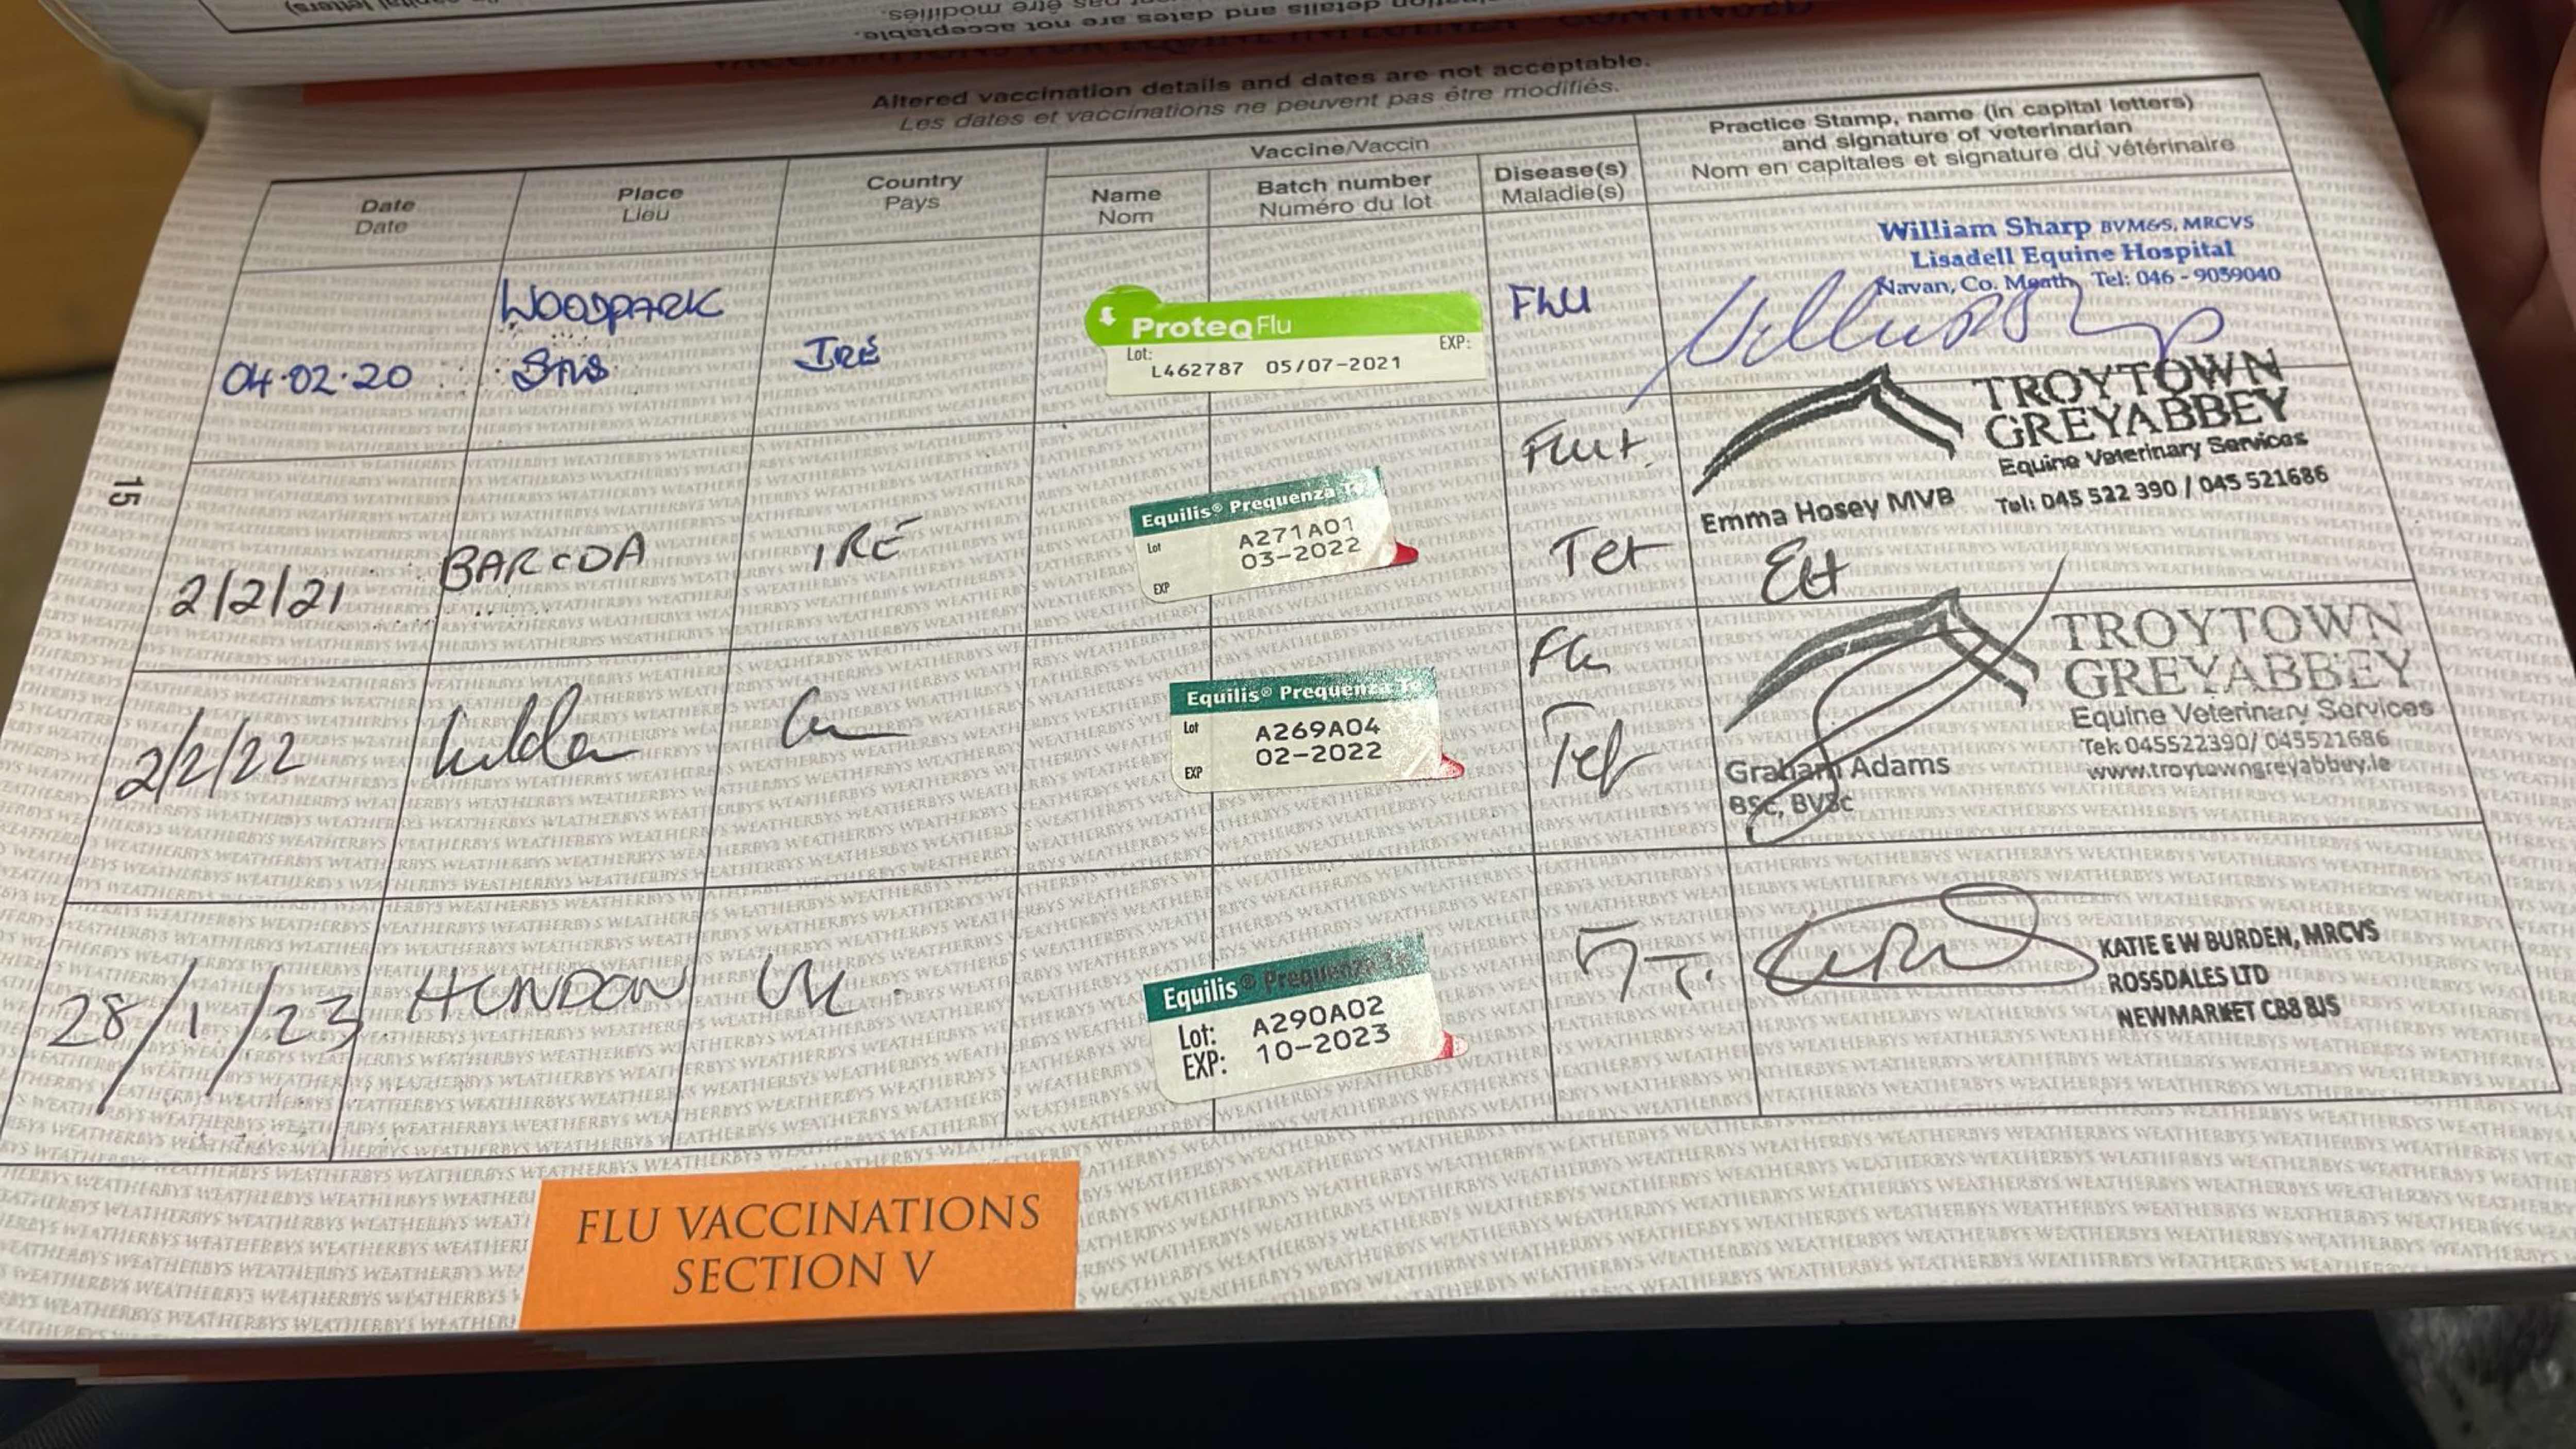 Altered vaccination details and dates are not acceptable.
Les dates et vaccinations ne peuvent pas être modifiés.
Date
Date
Place
Lieu
Country
Pays
Vaccine/Vaccin
Name
Nom
Batch number
Numéro du lot
Disease(s)
Maladie(s)
Practice Stamp, name (in capital letters)
and signature of veterinarian
Nom en capitales et signature du vétérinaire
04.02.20
WOODPARK
IRE
ProteqFlu
Lot:
EXP:
L462787 05/07-2021
Flu
William Sharp BVM&S, MRCVS
Lisadell Equine Hospital
Navan, Co. Meath, Tel: 046 - 9059040
2/2/21
IRE
Equilis® Prequenza Te
Lot
A271A01
03-2022
EXP
Flu +
Tet
TROYTOWN
GREYABBEY
Equine Veterinary Services
Tel: 045 522 390 / 045 521686
Emma Hosey MVB
EH
2/2/22
Equilis® Prequenza Te
Lot
A269A04
02-2022
EXP
Flu
Tet
TROYTOWN
GREYABBEY
Equine Veterinary Services
Tel: 045522390/ 045521686
www.troytowngreyabbey.ie
Graham Adams
BSc, BVSc
28/1/23
HUNDON
UK.
Equilis® Prequenza Te
Lot: A290A02
EXP: 10-2023
KATIE E W BURDEN, MRCVS
ROSSDALES LTD
NEWMARKET CB8 8JS
15
FLU VACCINATIONS
SECTION V